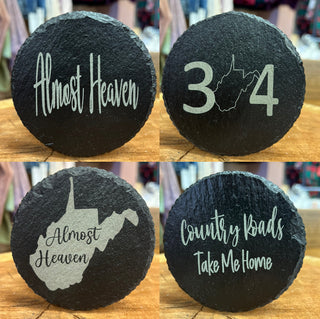 Almost Heaven
3 4
Almost
Heaven
Country Roads
Take Me Home